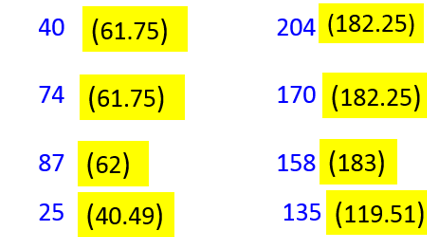 40 (61.75) 204 (182.25)
74 (61.75) 170 (182.25)
87 (62) 158 (183)
25 (40.49) 135 (119.51)